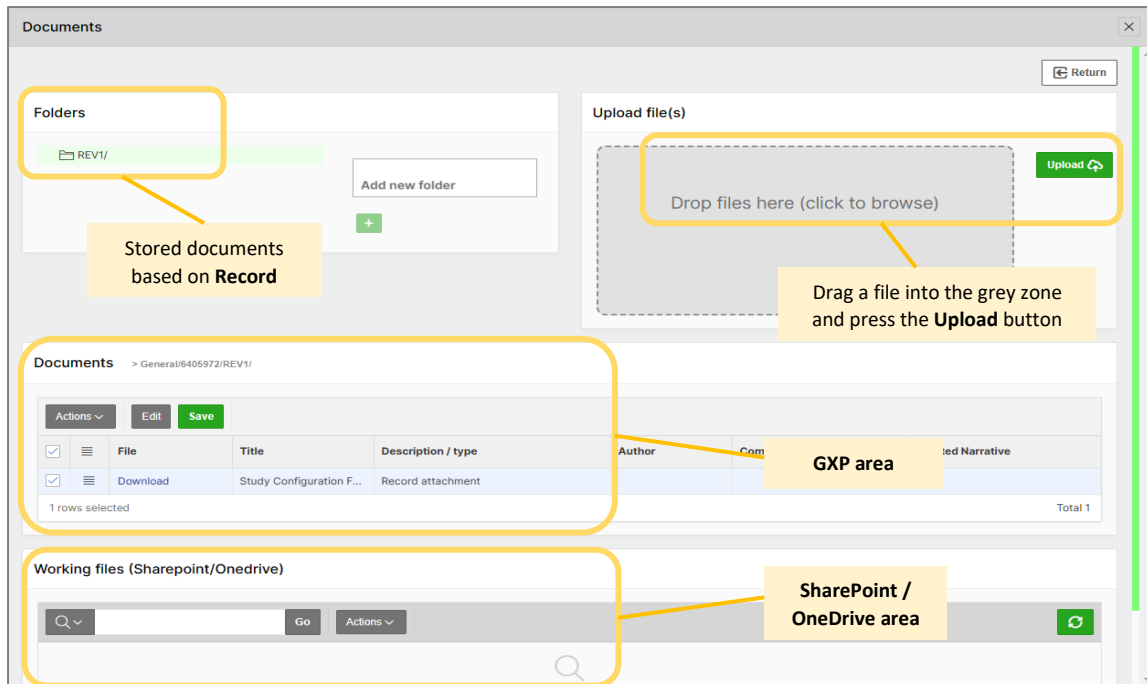 Documents
Return
Folders
REV1/
Add new folder
+
Stored documents
based on Record
Upload file(s)
Drop files here (click to browse)
Upload
Drag a file into the grey zone
and press the Upload button
Documents > General/6405972/REV1/
Actions Edit Save
File Title Description / type Author
Download Study Configuration F... Record attachment
1 rows selected Total 1
GXP area
Narrative
Working files (Sharepoint/Onedrive)
Go Actions
SharePoint /
OneDrive area